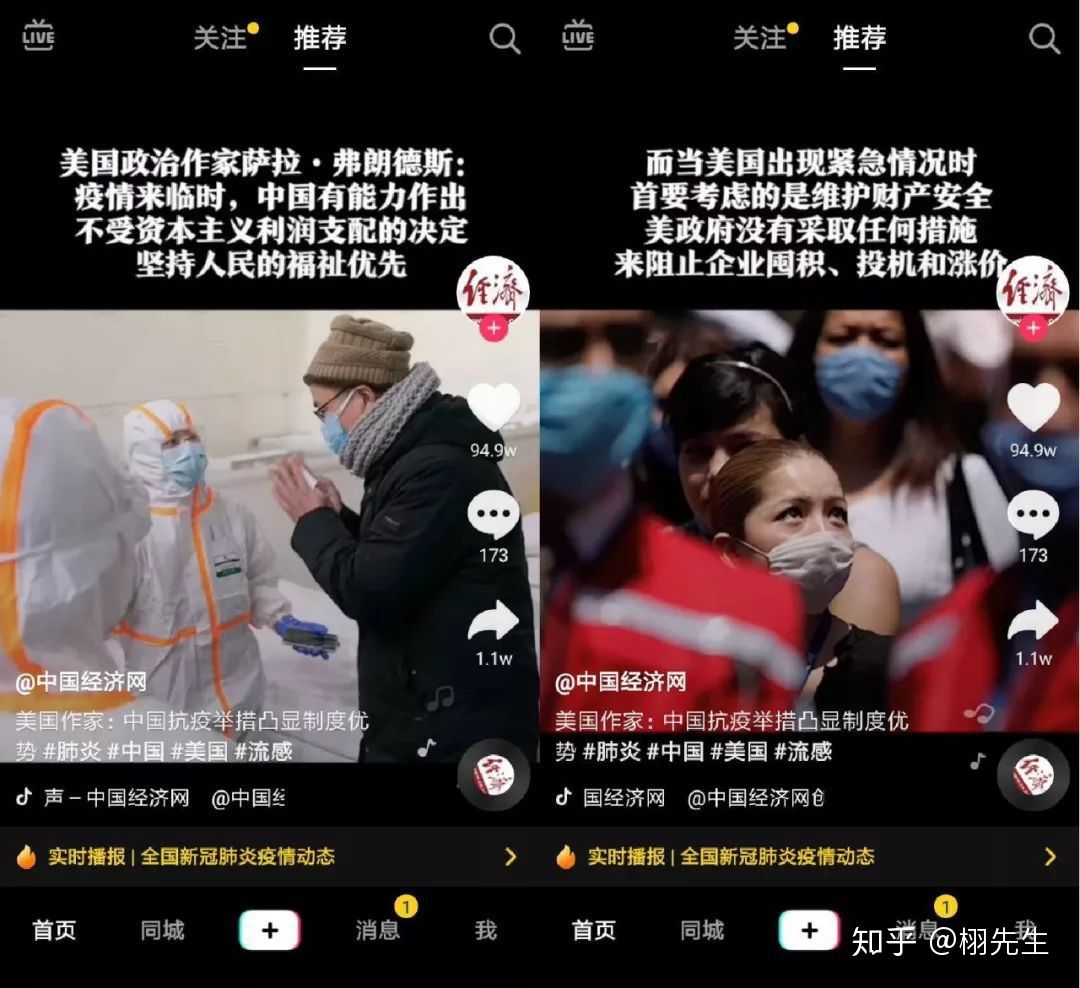 LIVE
关注
推荐
美国政治作家萨拉·弗朗德斯:
疫情来临时，中国有能力作出
不受资本主义利润支配的决定
坚持人民的福祉优先
经济
94.9w
173
1.1w
@中国经济网
美国作家：中国抗疫举措凸显制度优
势 #肺炎 #中国 #美国 #流感
声 – 中国经济网 @中国经
实时播报 | 全国新冠肺炎疫情动态
首页
同城
消息
1
我
LIVE
关注
推荐
而当美国出现紧急情况时
首要考虑的是维护财产安全
美政府没有采取任何措施
来阻止企业囤积、投机和涨价
经济
94.9w
173
1.1w
@中国经济网
美国作家：中国抗疫举措凸显制度优
势 #肺炎 #中国 #美国 #流感
国经济网 @中国经济网创
实时播报 | 全国新冠肺炎疫情动态
首页
同城
消息
1
我
知乎 @栩先生